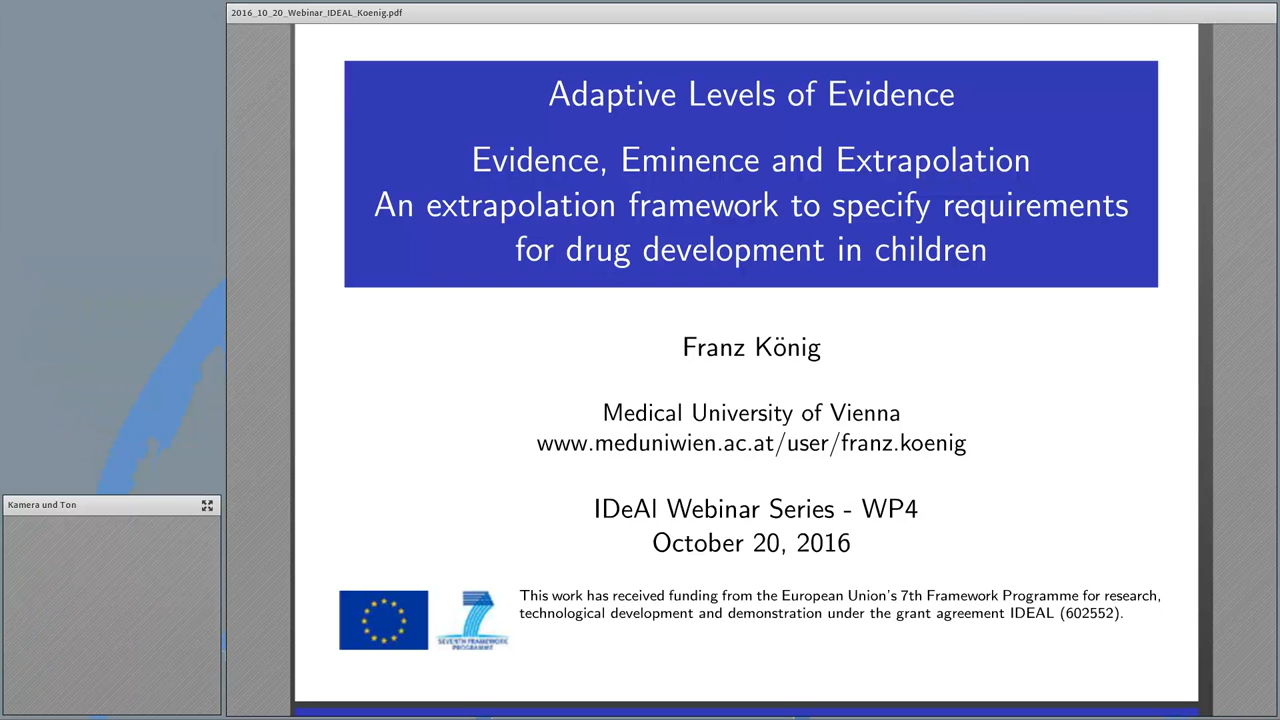 2016_10_20_Webinar_IDEAL_Koenig.pdf
Adaptive Levels of Evidence
Evidence, Eminence and Extrapolation
An extrapolation framework to specify requirements
for drug development in children
Franz König
Medical University of Vienna
www.meduniwien.ac.at/user/franz.koenig
IDeAl Webinar Series - WP4
October 20, 2016
Kamera und Ton
This work has received funding from the European Union's 7th Framework Programme for research,
technological development and demonstration under the grant agreement IDEAL (602552).
SEVENTH FRAMEWORK
PROGRAMME